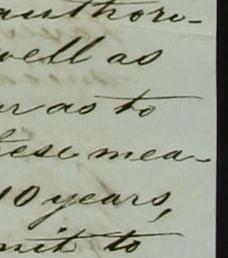 authori-
well as
ar as to
these mea-
10 years,
mit to